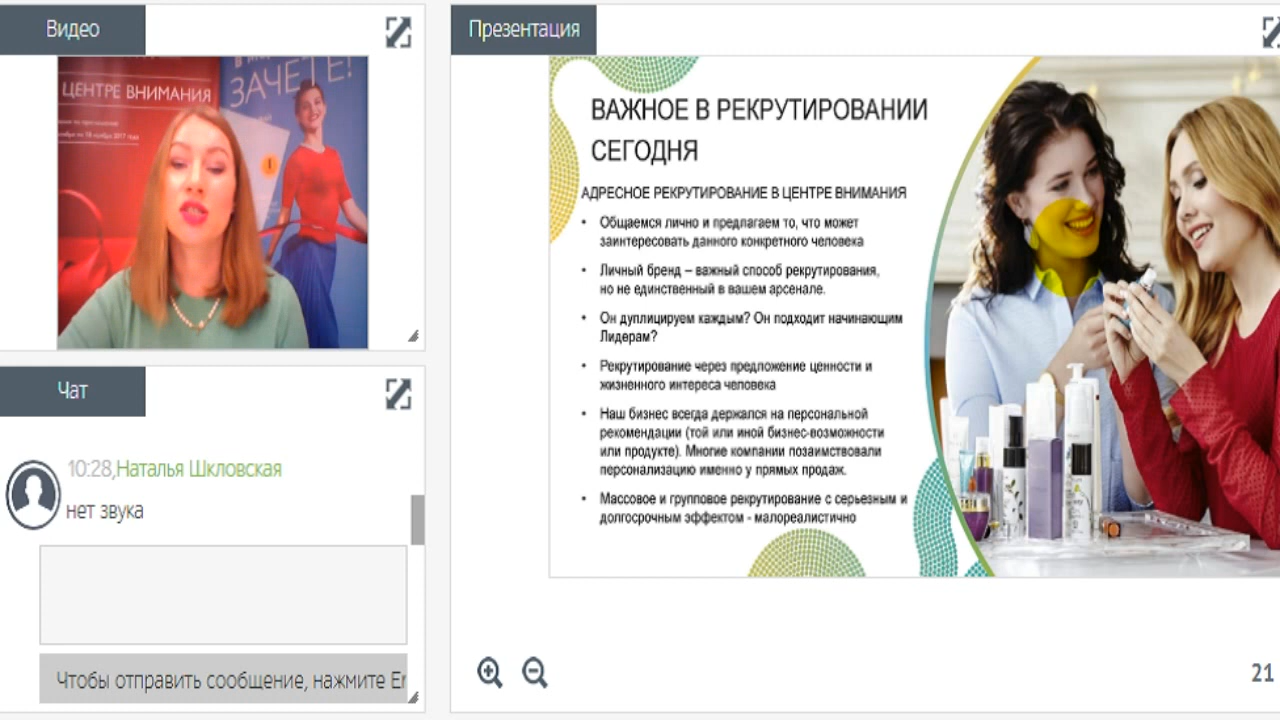 Видео
ЦЕНТРЕ ВНИМАНИЯ
ЗАЧЕТЕ!
Чат
10:28,Наталья Шкловская
нет звука
Чтобы отправить сообщение, нажмите En
Презентация
ВАЖНОЕ В РЕКРУТИРОВАНИИ
СЕГОДНЯ
АДРЕСНОЕ РЕКРУТИРОВАНИЕ В ЦЕНТРЕ ВНИМАНИЯ
• Общаемся лично и предлагаем то, что может
заинтересовать данного конкретного человека
• Личный бренд – важный способ рекрутирования,
но не единственный в вашем арсенале.
• Он дуплицируем каждым? Он подходит начинающим
Лидерам?
• Рекрутирование через предложение ценности и
жизненного интереса человека
• Наш бизнес всегда держался на персональной
рекомендации (той или иной бизнес-возможности
или продукте). Многие компании позаимствовали
персонализацию именно у прямых продаж.
• Массовое и групповое рекрутирование с серьезным и
долгосрочным эффектом - малореалистично
21